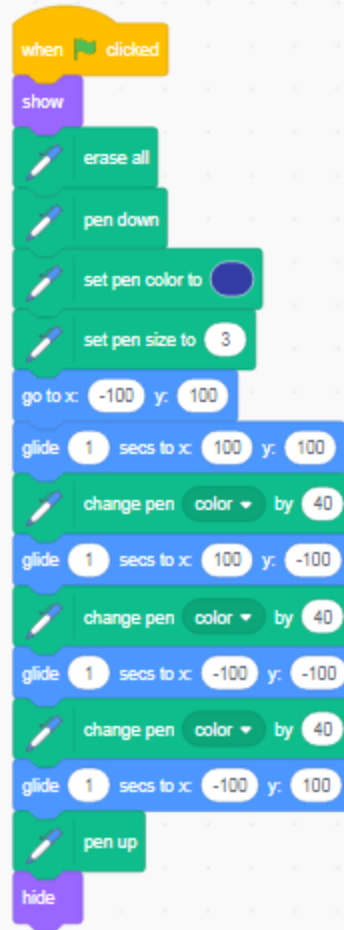 when clicked
show
erase all
pen down
set pen color to
set pen size to 3
go to x: -100 y: 100
glide 1 secs to x: 100 y: 100
change pen color by 40
glide 1 secs to x: 100 y: -100
change pen color by 40
glide 1 secs to x: -100 y: -100
change pen color by 40
glide 1 secs to x: -100 y: 100
pen up
hide